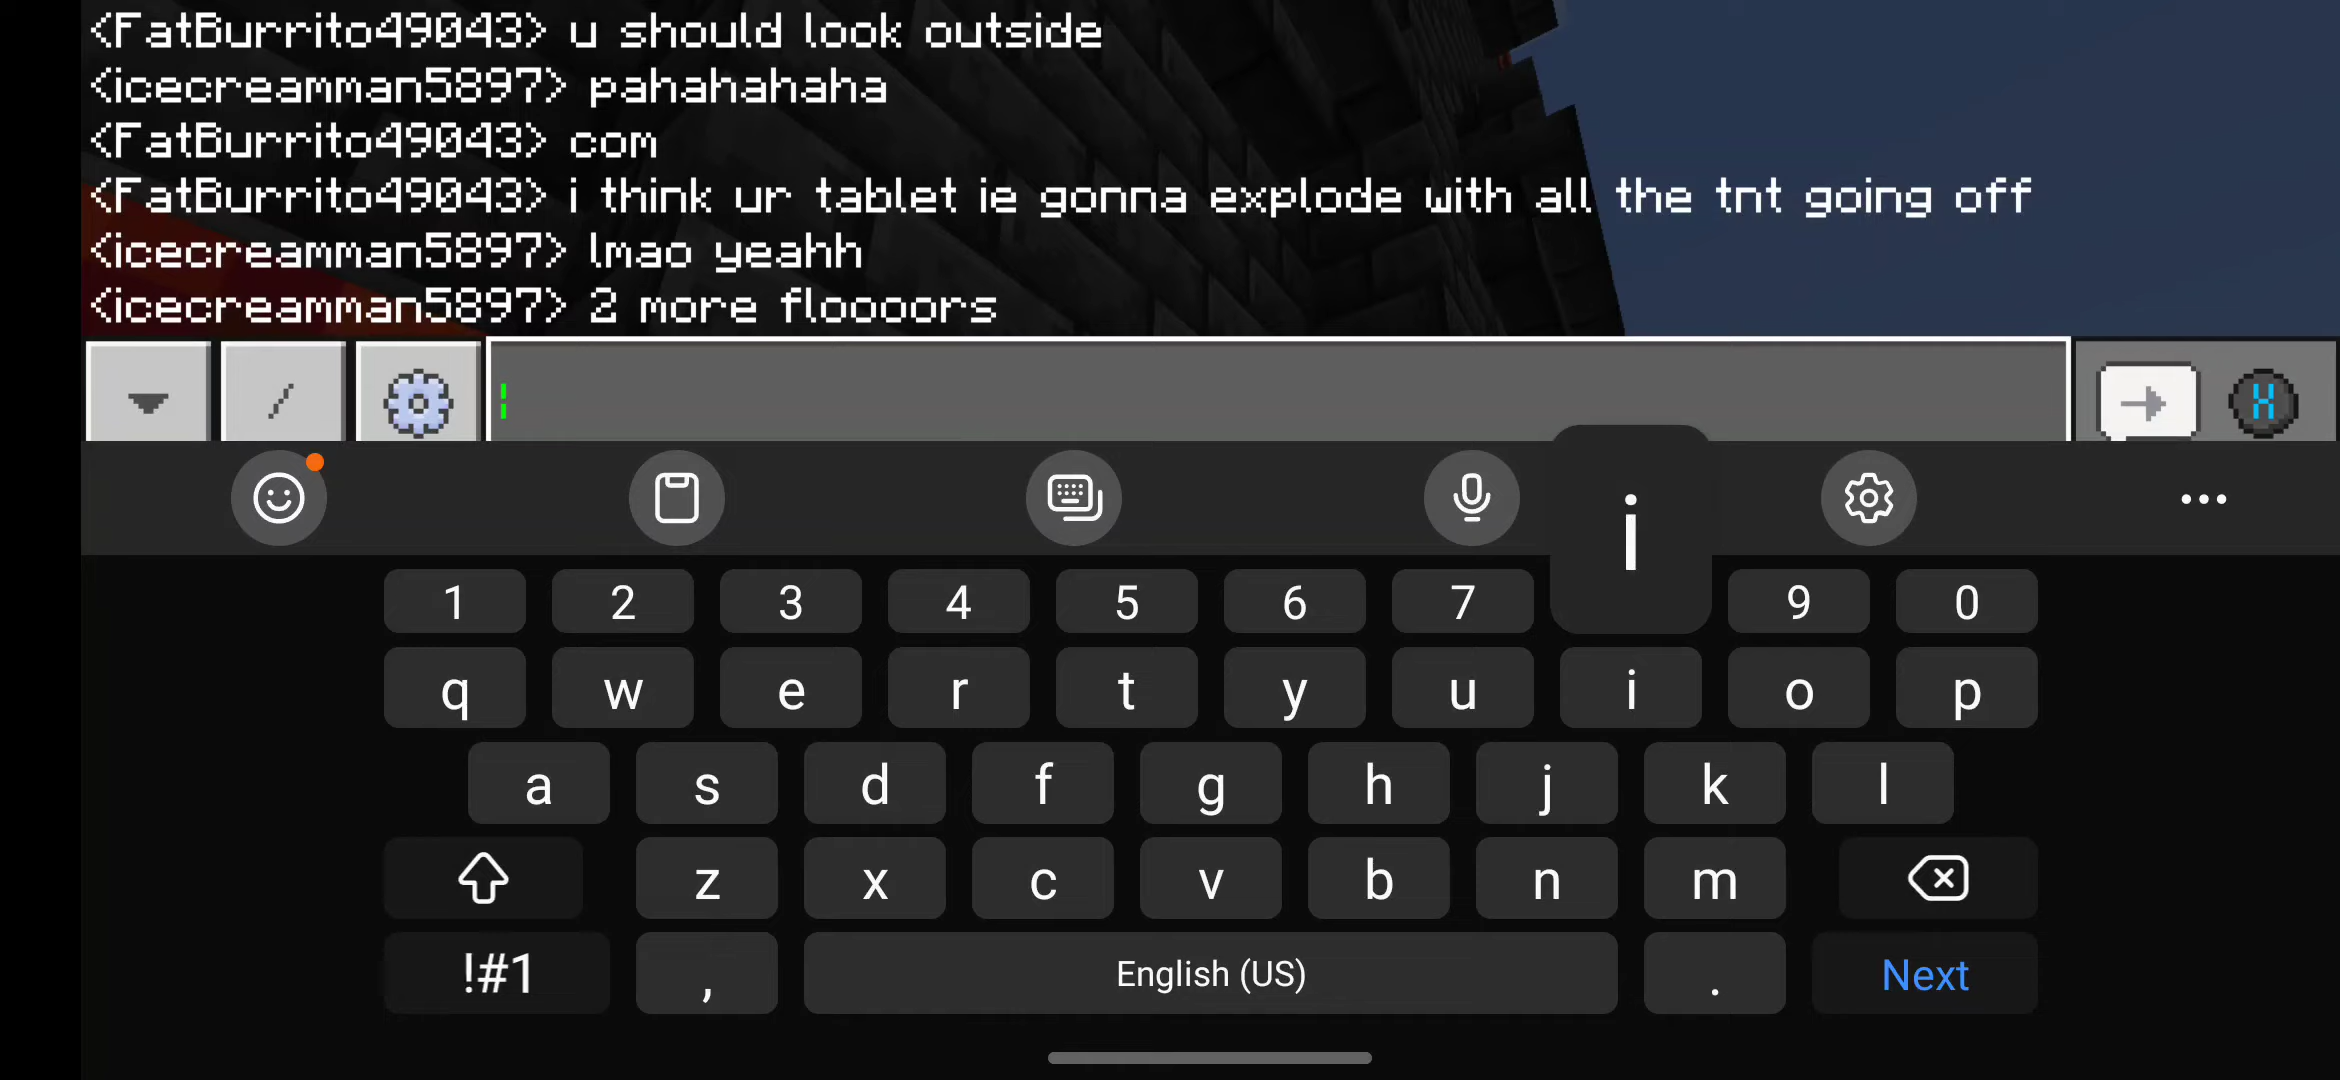 <FatBurrito49043> u should look outside
<icecreamman5897> pahahahaha
<FatBurrito49043> com
<FatBurrito49043> i think ur tablet ie gonna explode with all the tnt going off
<icecreamman5897> lmao yeahh
<icecreamman5897> 2 more floooors
/
i
1 2 3 4 5 6 7 9 0
q w e r t y u i o p
a s d f g h j k l
z x c v b n m
!#1 , English (US) . Next